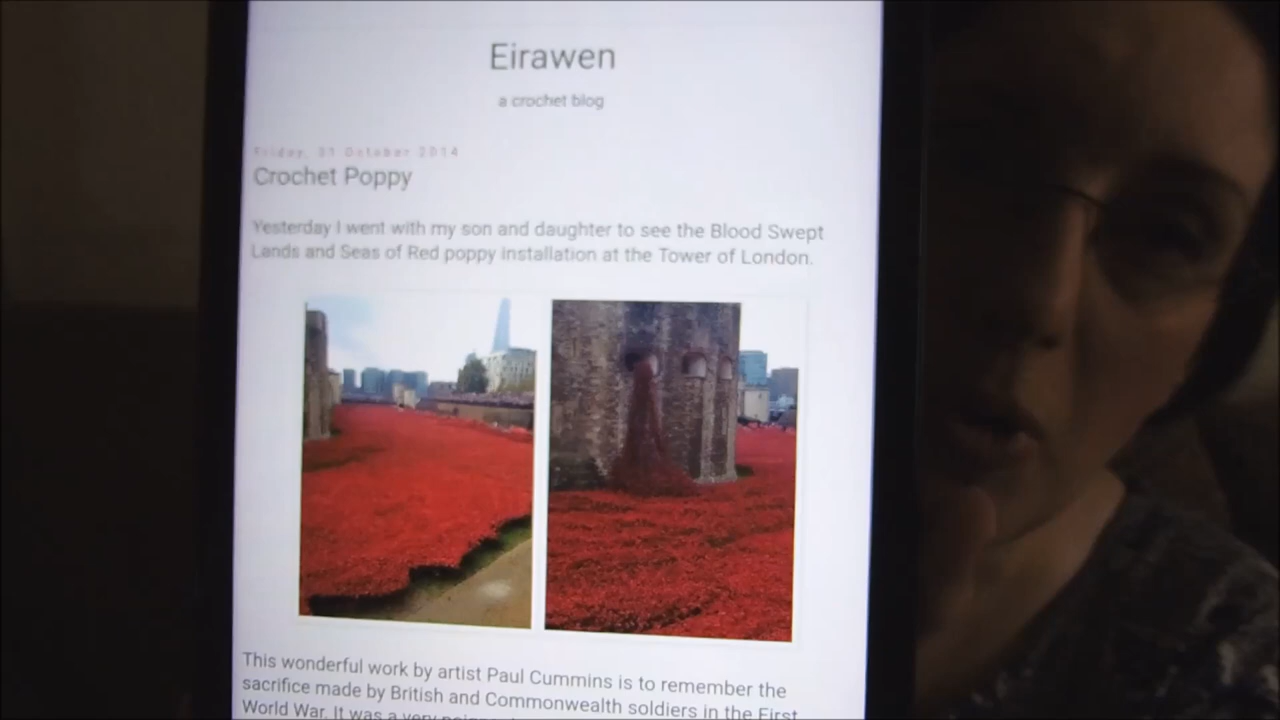 Eirawen
a crochet blog
Friday, 31 October 2014
Crochet Poppy
Yesterday I went with my son and daughter to see the Blood Swept
Lands and Seas of Red poppy installation at the Tower of London.
This wonderful work by artist Paul Cummins is to remember the
sacrifice made by British and Commonwealth soldiers in the First
World War. It was a very